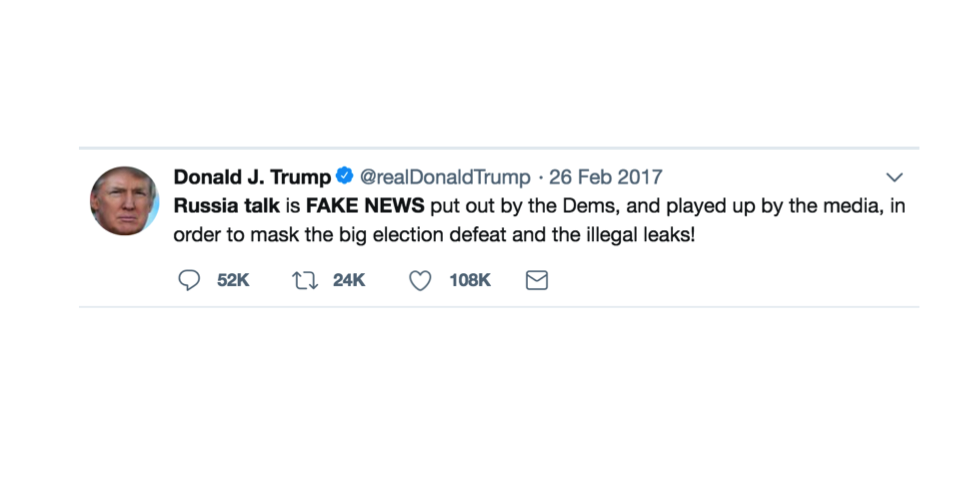 Donald J. Trump @realDonaldTrump · 26 Feb 2017
Russia talk is FAKE NEWS put out by the Dems, and played up by the media, in
order to mask the big election defeat and the illegal leaks!
52K 24K 108K